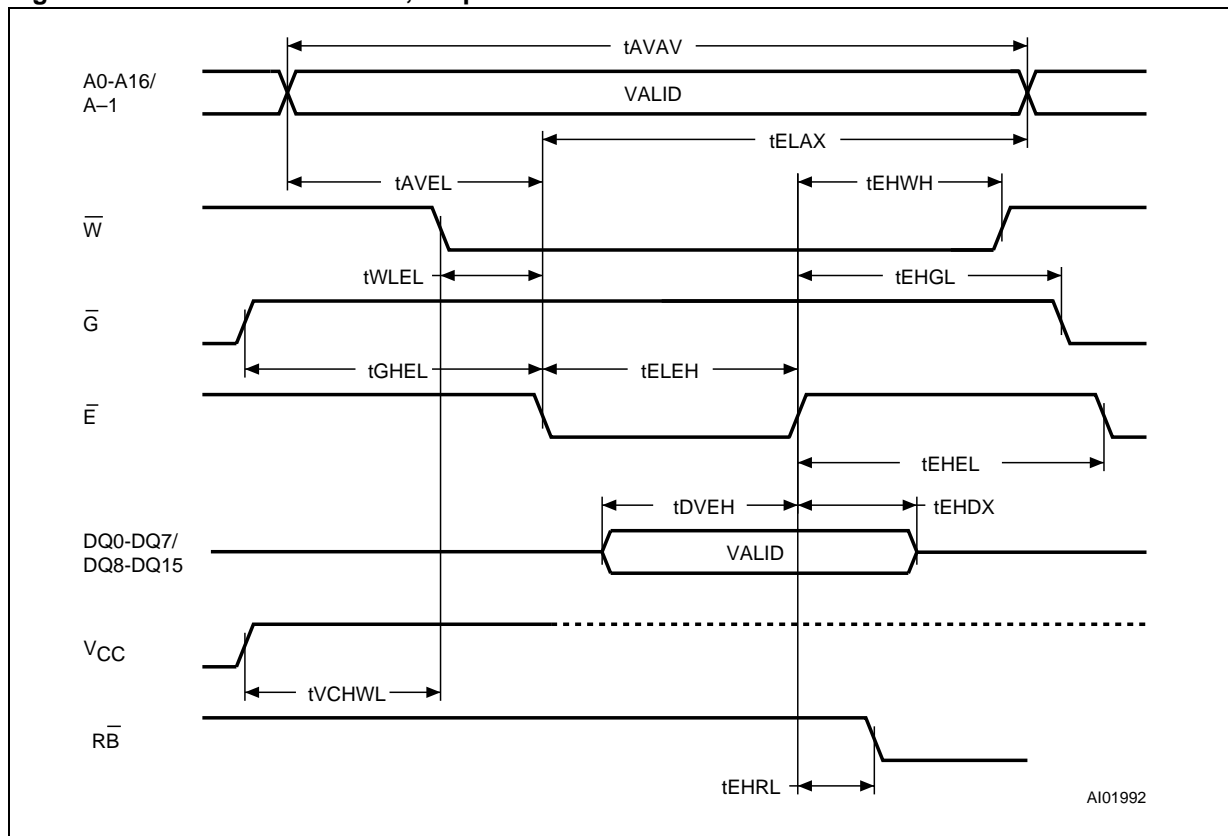 tAVAV
A0-A16/
A–1
VALID
tELAX
tAVEL
tEHWH
W̅
tWLEL
tEHGL
G̅
tGHEL
tELEH
E̅
tEHEL
tDVEH
tEHDX
DQ0-DQ7/
DQ8-DQ15
VALID
VCC
tVCHWL
RB̅
tEHRL
AI01992